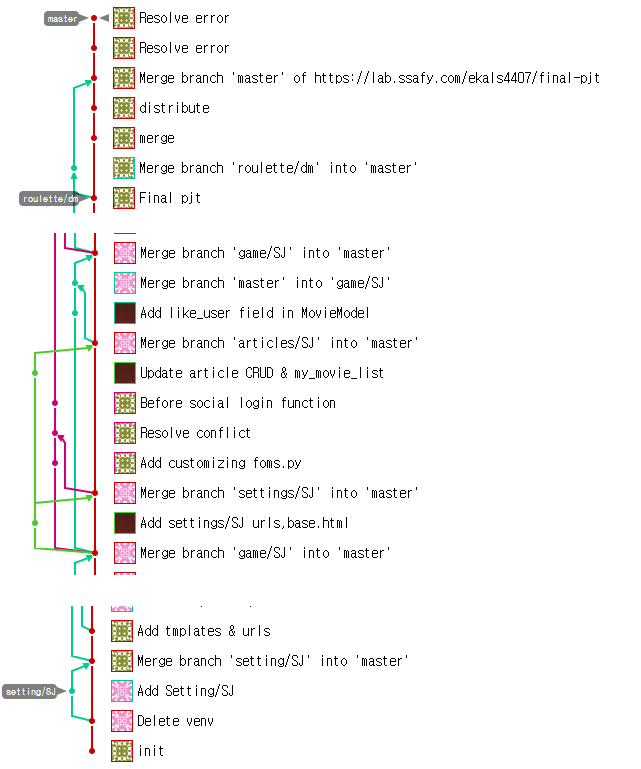 master
Resolve error
Resolve error
Merge branch 'master' of https://lab.ssafy.com/ekals4407/final-pjt
distribute
merge
Merge branch 'roulette/dm' into 'master'
roulette/dm
Final pjt
Merge branch 'game/SJ' into 'master'
Merge branch 'master' into 'game/SJ'
Add like_user field in MovieModel
Merge branch 'articles/SJ' into 'master'
Update article CRUD & my_movie_list
Before social login function
Resolve conflict
Add customizing foms.py
Merge branch 'settings/SJ' into 'master'
Add settings/SJ urls,base.html
Merge branch 'game/SJ' into 'master'
Add tmplates & urls
Merge branch 'setting/SJ' into 'master'
setting/SJ
Add Setting/SJ
Delete venv
init